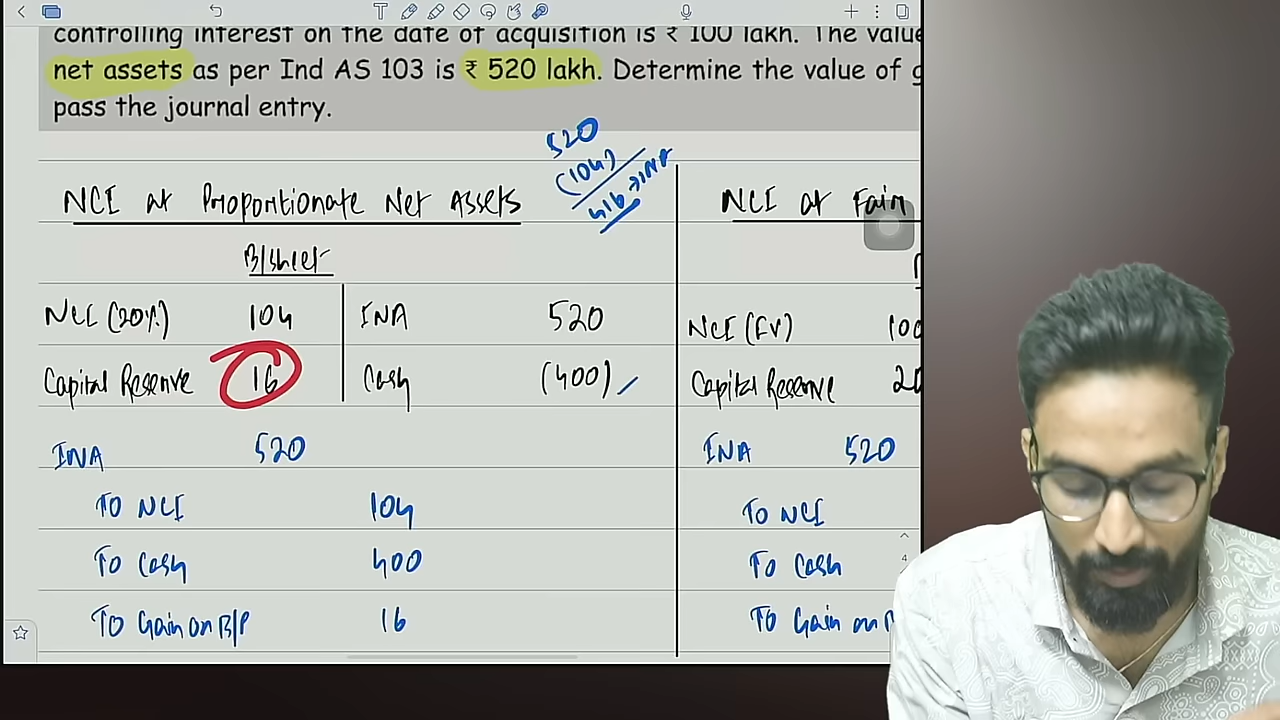 controlling interest on the date of acquisition is ₹ 100 lakh. The value
net assets as per Ind AS 103 is ₹ 520 lakh. Determine the value of g
pass the journal entry.
520
(104)
416 → INA
NCI at Proportionate Net Assets
B/sheet
NCI (20%) 104 INA 520
Capital Reserve 16 Cash (400)
INA 520
To NCI 104
To Cash 400
To Gain on B/P 16
NCI at Fair
NCI (FV) 100
Capital Reserve 20
INA 520
To NCI
To Cash
To Gain on B
4